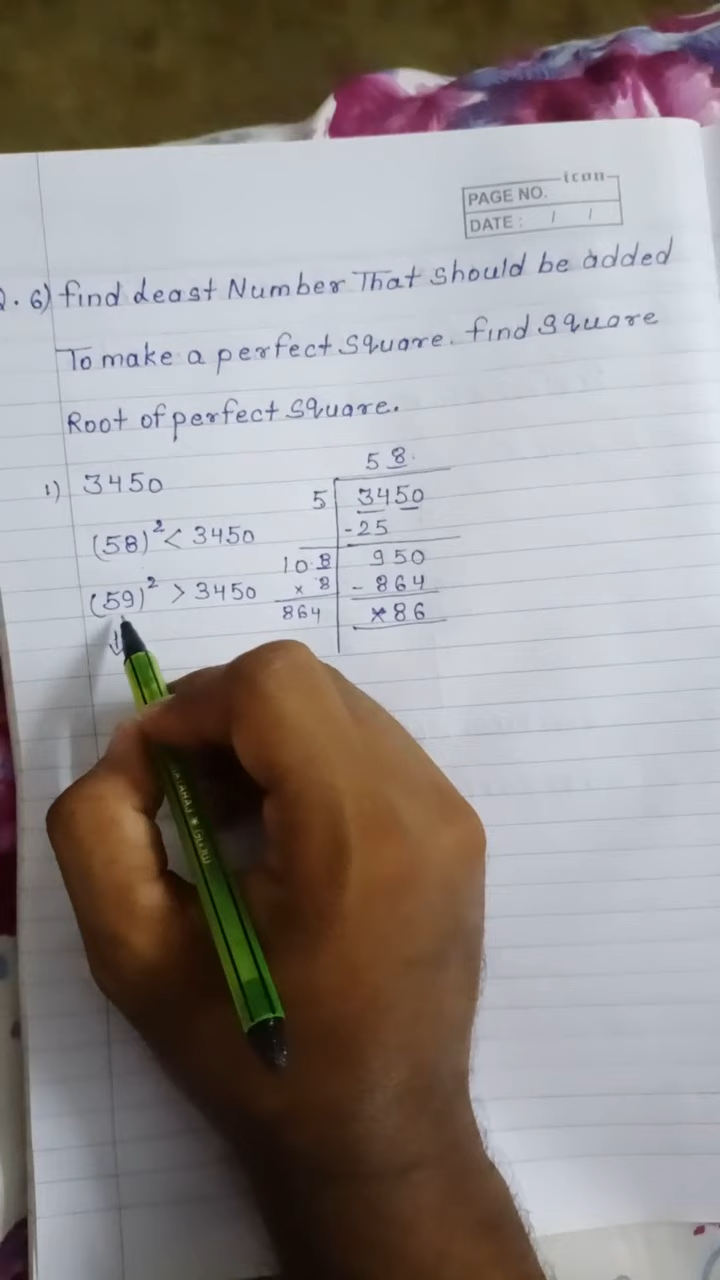 icon
PAGE NO.
DATE : / /
Q. 6) find Least Number That should be added
To make a perfect square. find square
Root of perfect square.
1) 3450
(58)² < 3450
(59)² > 3450
↓
58
5 3450
-25
108 950
× 8 - 864
864 ×86